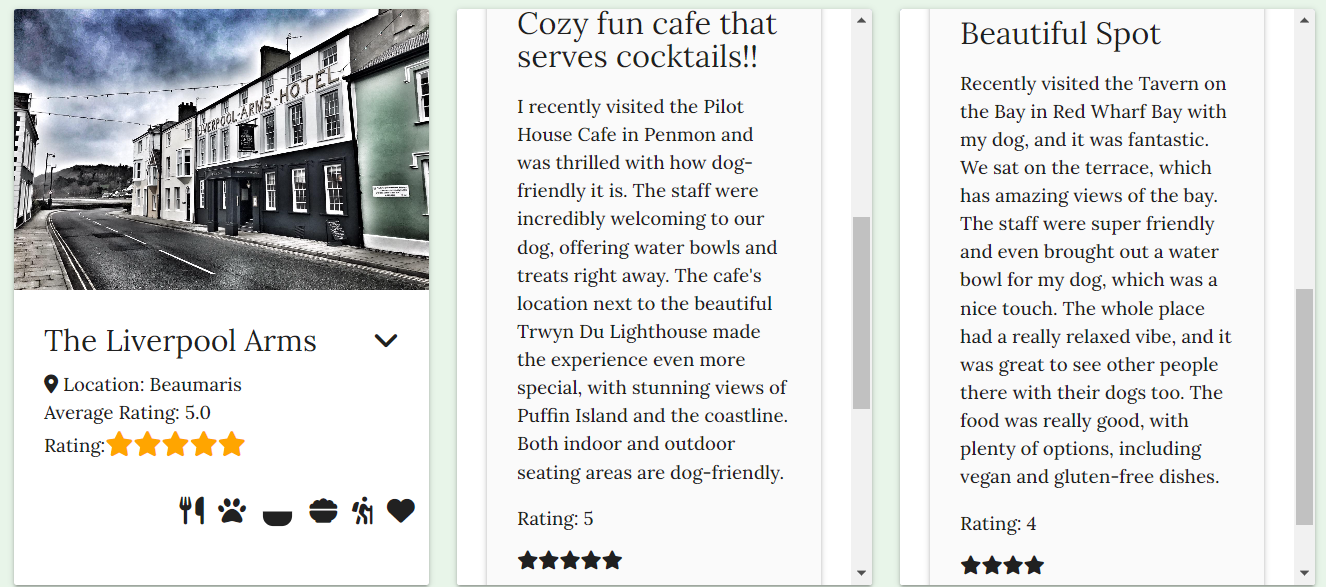 LIVERPOOL·ARMS·HOTEL
The Liverpool Arms
Location: Beaumaris
Average Rating: 5.0
Rating:
Cozy fun cafe that
serves cocktails!!
I recently visited the Pilot
House Cafe in Penmon and
was thrilled with how dog-
friendly it is. The staff were
incredibly welcoming to our
dog, offering water bowls and
treats right away. The cafe's
location next to the beautiful
Trwyn Du Lighthouse made
the experience even more
special, with stunning views of
Puffin Island and the coastline.
Both indoor and outdoor
seating areas are dog-friendly.
Rating: 5
Beautiful Spot
Recently visited the Tavern on
the Bay in Red Wharf Bay with
my dog, and it was fantastic.
We sat on the terrace, which
has amazing views of the bay.
The staff were super friendly
and even brought out a water
bowl for my dog, which was a
nice touch. The whole place
had a really relaxed vibe, and it
was great to see other people
there with their dogs too. The
food was really good, with
plenty of options, including
vegan and gluten-free dishes.
Rating: 4